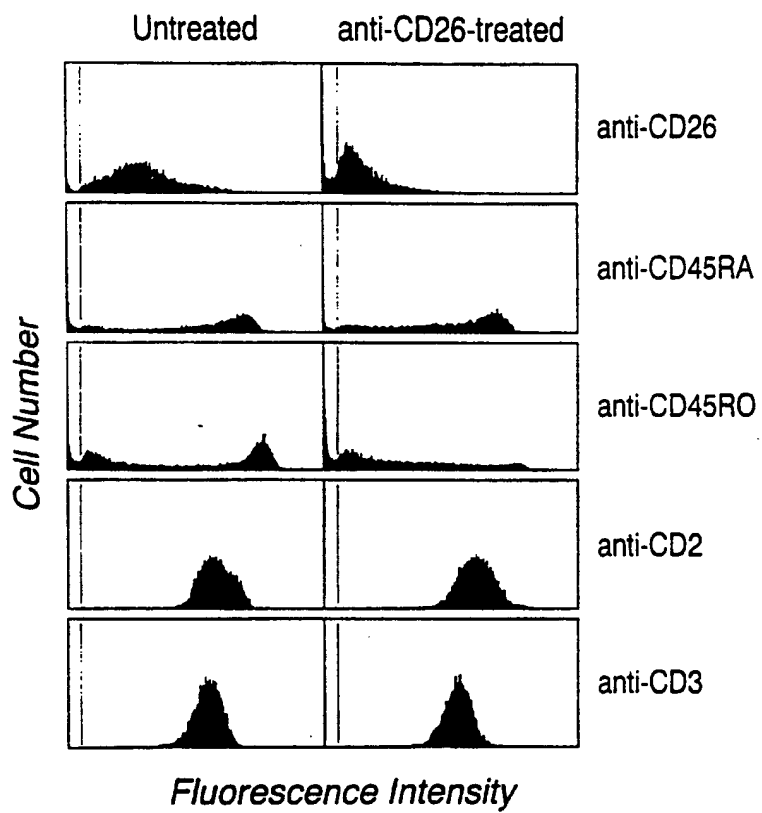 Untreated anti-CD26-treated
anti-CD26
anti-CD45RA
anti-CD45RO
anti-CD2
anti-CD3
Cell Number
Fluorescence Intensity